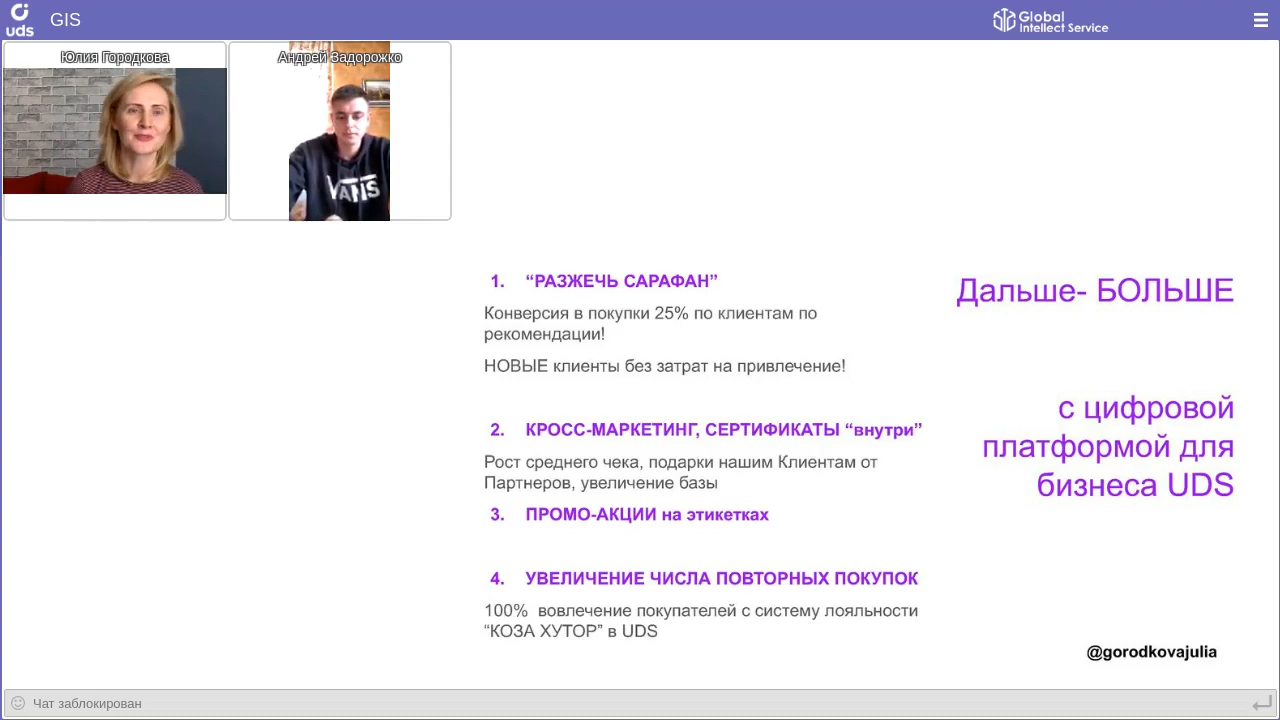 uds
GIS
Global
Intellect Service
Юлия Городкова
Андрей Задорожко
VANS
1. “РАЗЖЕЧЬ САРАФАН”
Конверсия в покупки 25% по клиентам по
рекомендации!
НОВЫЕ клиенты без затрат на привлечение!
2. КРОСС-МАРКЕТИНГ, СЕРТИФИКАТЫ “внутри”
Рост среднего чека, подарки нашим Клиентам от
Партнеров, увеличение базы
3. ПРОМО-АКЦИИ на этикетках
4. УВЕЛИЧЕНИЕ ЧИСЛА ПОВТОРНЫХ ПОКУПОК
100% вовлечение покупателей с систему лояльности
“КОЗА ХУТОР” в UDS
Дальше- БОЛЬШЕ
с цифровой
платформой для
бизнеса UDS
@gorodkovajulia
Чат заблокирован